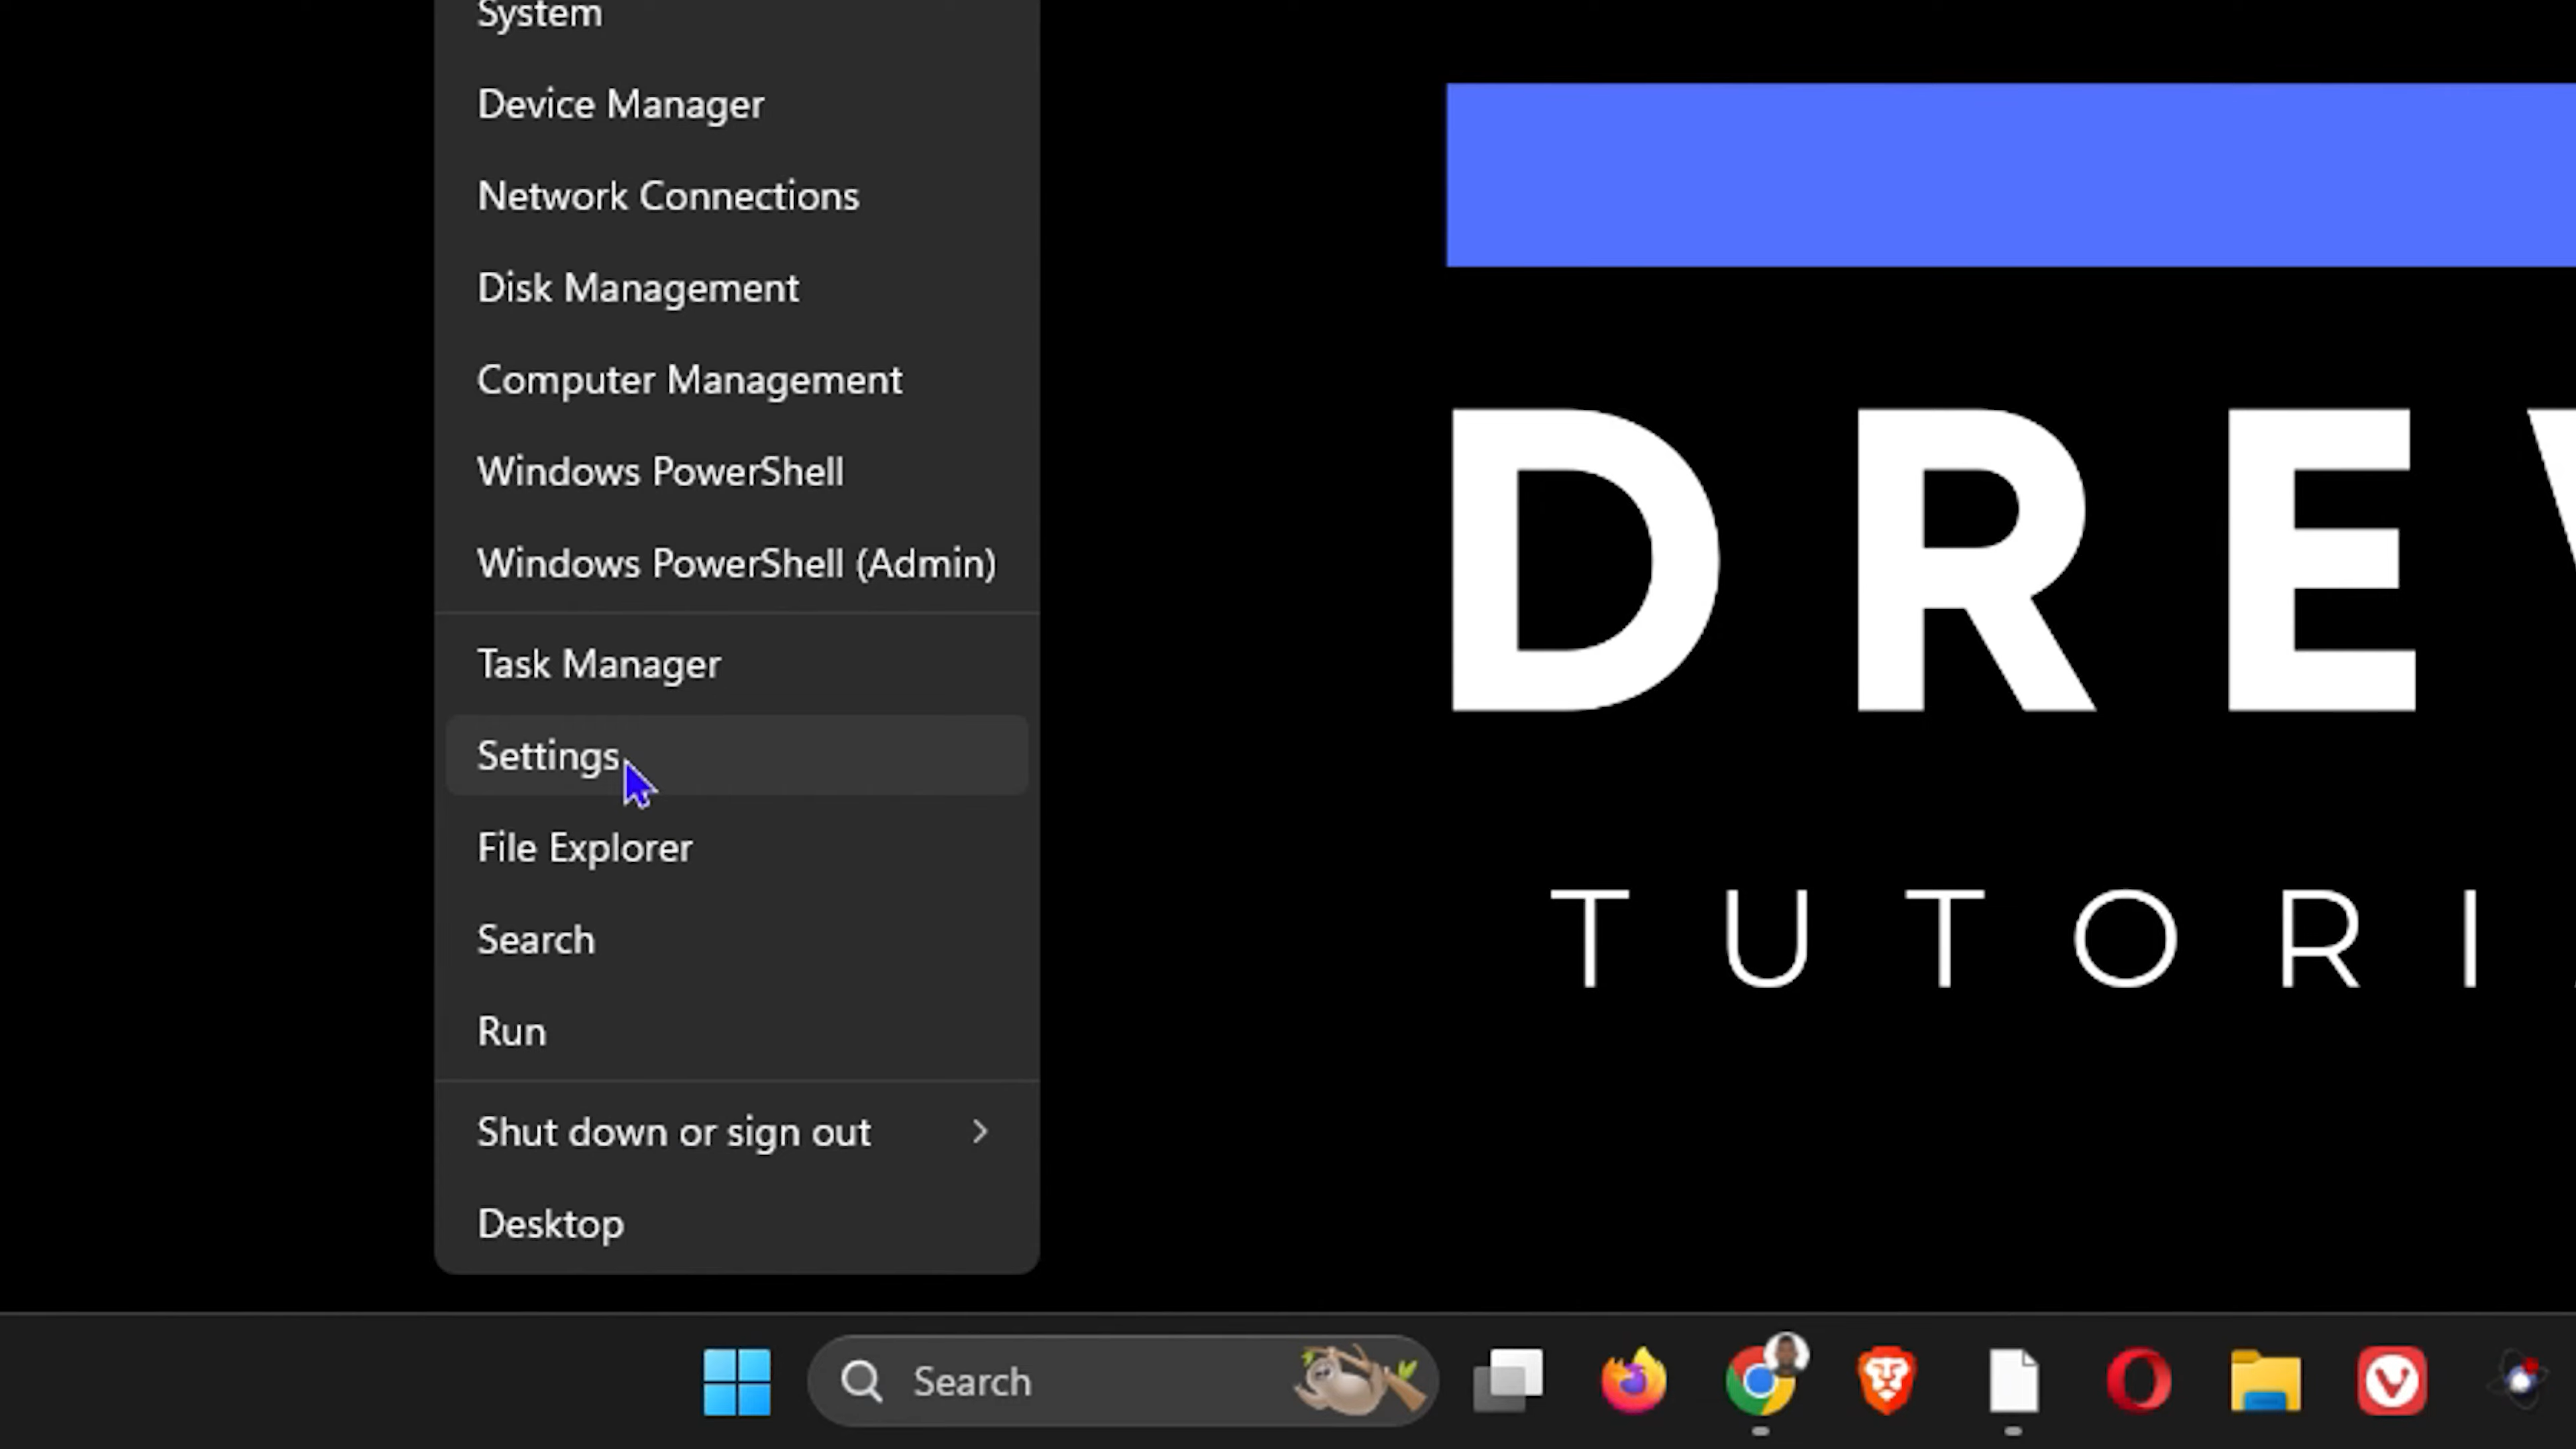 System
Device Manager
Network Connections
Disk Management
Computer Management
Windows PowerShell
Windows PowerShell (Admin)
Task Manager
Settings
File Explorer
Search
Run
Shut down or sign out
Desktop
DRE
TUTORI
Search